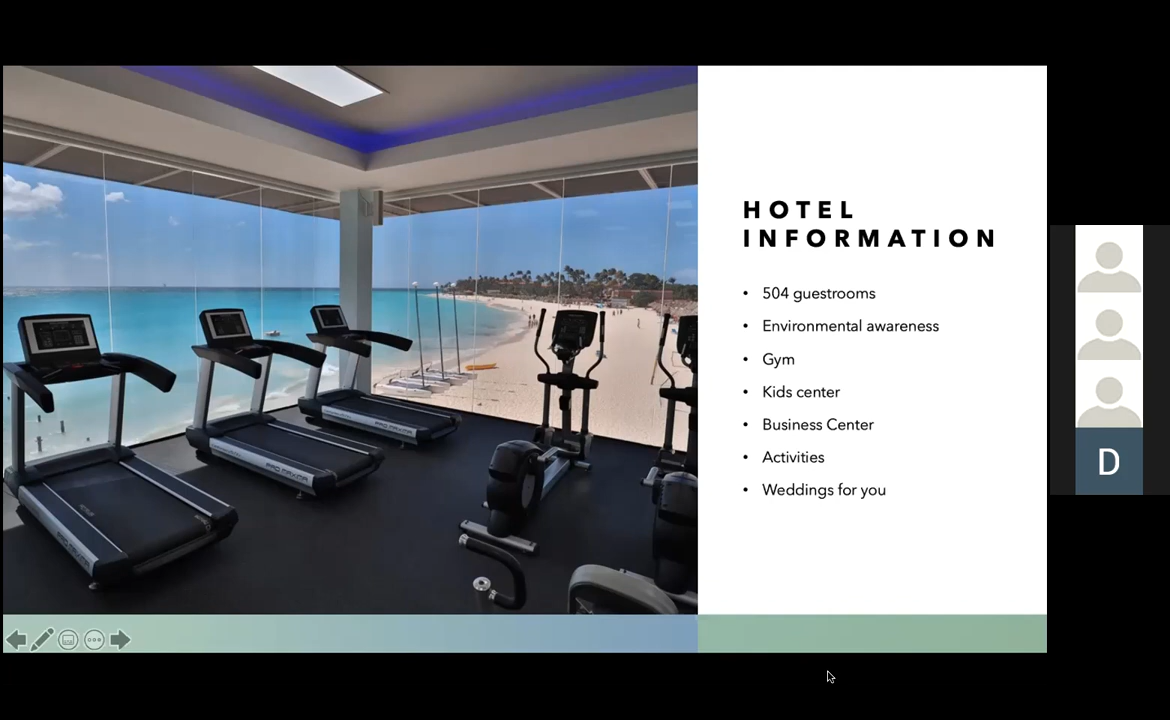 HOTEL
INFORMATION
• 504 guestrooms
• Environmental awareness
• Gym
• Kids center
• Business Center
• Activities
• Weddings for you
D